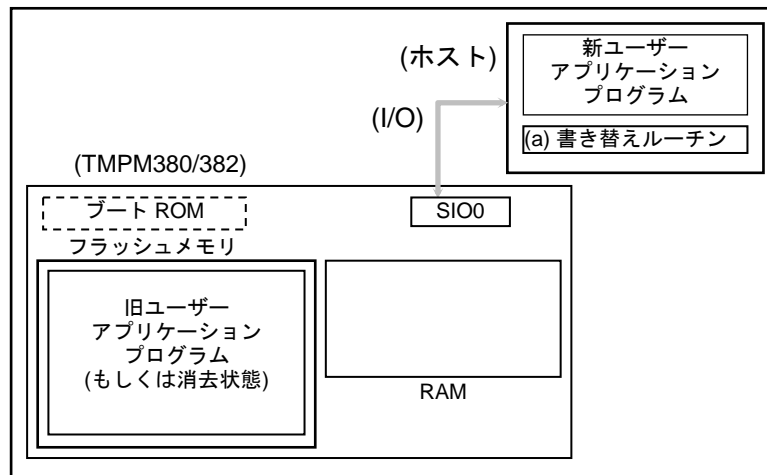 (ホスト)
新ユーザー
アプリケーション
プログラム
(I/O)
(a) 書き替えルーチン
(TMPM380/382)
ブート ROM
SIO0
フラッシュメモリ
旧ユーザー
アプリケーション
プログラム
(もしくは消去状態)
RAM